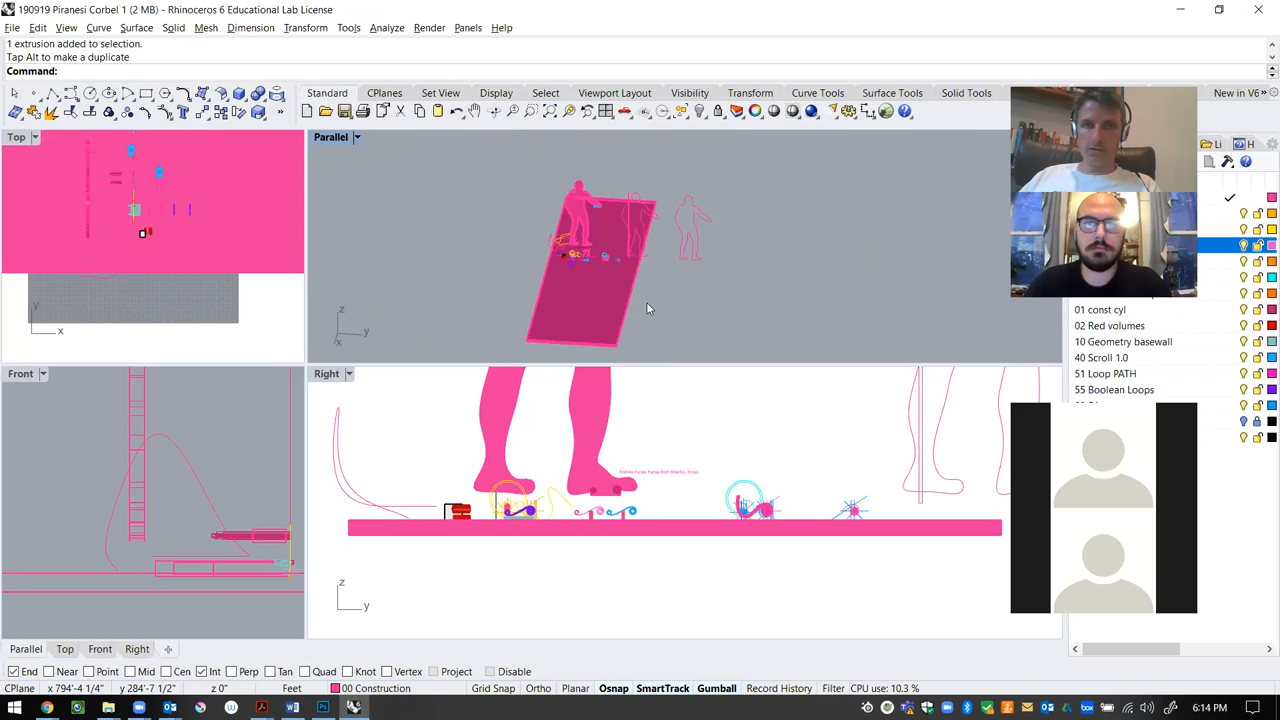 190919 Piranesi Corbel 1 (2 MB) - Rhinoceros 6 Educational Lab License
File Edit View Curve Surface Solid Mesh Dimension Transform Tools Analyze Render Panels Help
1 extrusion added to selection.
Tap Alt to make a duplicate
Command:
Standard CPlanes Set View Display Select Viewport Layout Visibility Transform Curve Tools Surface Tools Solid Tools New in V6
Top
Parallel
Li H
y
x
z
y
x
01 const cyl
02 Red volumes
10 Geometry basewall
Front
Right
40 Scroll 1.0
51 Loop PATH
55 Boolean Loops
z
x
z
y
Parallel Top Front Right
End Near Point Mid Cen Int Perp Tan Quad Knot Vertex Project Disable
CPlane x 794'-4 1/4" y 284'-7 1/2" z 0" Feet 00 Construction Grid Snap Ortho Planar Osnap SmartTrack Gumball Record History Filter CPU use: 10.3 %
6:14 PM